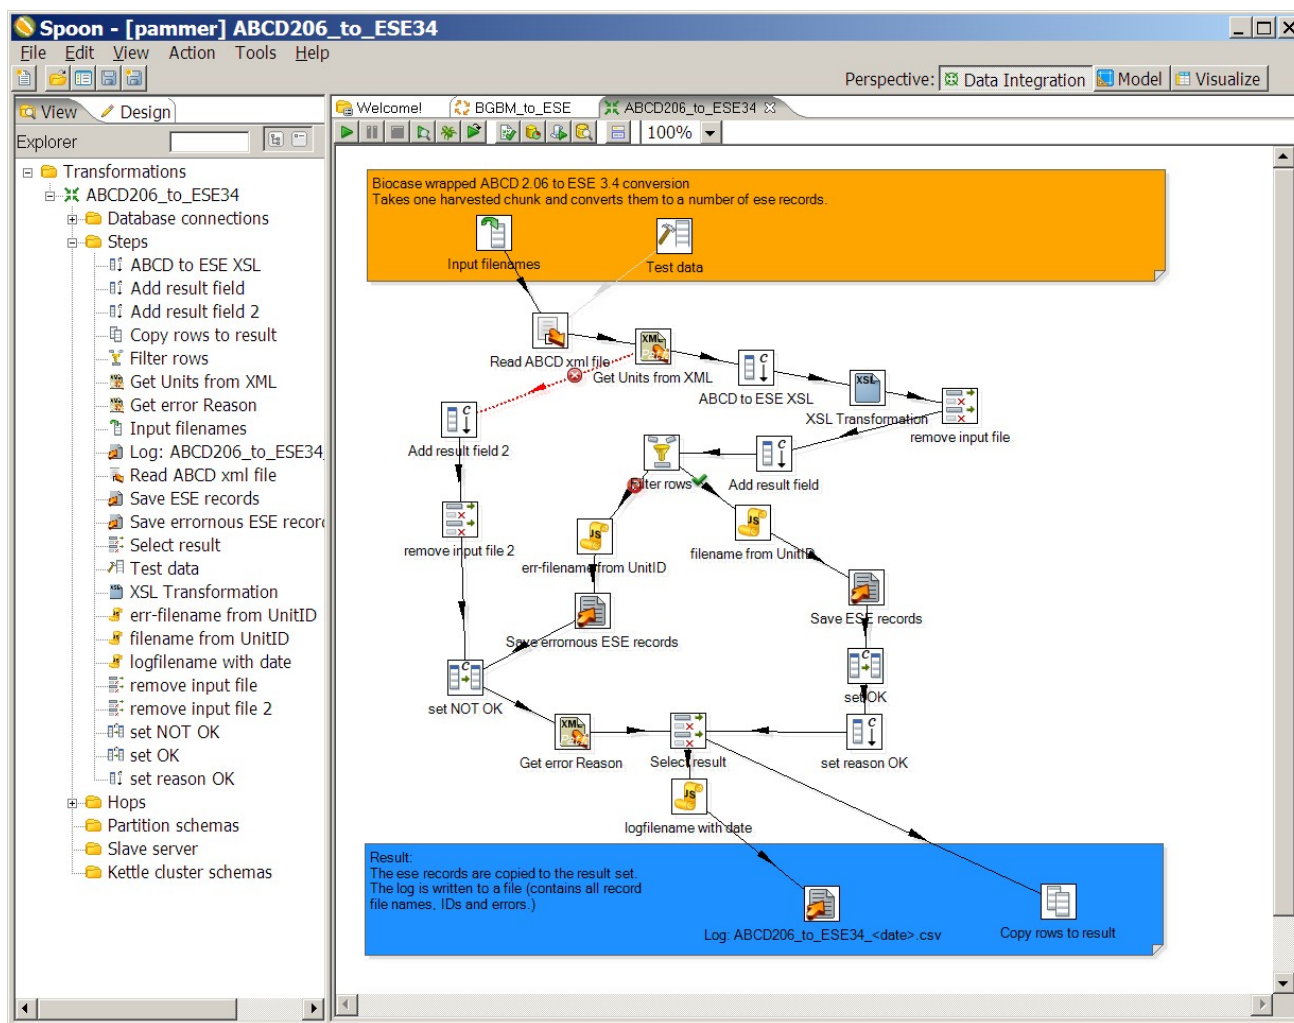 Spoon - [pammer] ABCD206_to_ESE34
File Edit View Action Tools Help
Perspective: Data Integration Model Visualize
View Design
Welcome! BGBM_to_ESE ABCD206_to_ESE34
Explorer
100%
Transformations
ABCD206_to_ESE34
Database connections
Steps
ABCD to ESE XSL
Add result field
Add result field 2
Copy rows to result
Filter rows
Get Units from XML
Get error Reason
Input filenames
Log: ABCD206_to_ESE34_
Read ABCD xml file
Save ESE records
Save errornous ESE recor
Select result
Test data
XSL Transformation
err-filename from UnitID
filename from UnitID
logfilename with date
remove input file
remove input file 2
set NOT OK
set OK
set reason OK
Hops
Partition schemas
Slave server
Kettle cluster schemas
Biocase wrapped ABCD 2.06 to ESE 3.4 conversion
Takes one harvested chunk and converts them to a number of ese records.
Input filenames
Test data
Read ABCD xml file
Get Units from XML
ABCD to ESE XSL
XSL Transformation
remove input file
Add result field 2
Filter rows
Add result field
remove input file 2
err-filename from UnitID
filename from UnitID
Save errornous ESE records
Save ESE records
set NOT OK
set OK
Get error Reason
Select result
set reason OK
logfilename with date
Result:
The ese records are copied to the result set.
The log is written to a file (contains all record
file names, IDs and errors.)
Log: ABCD206_to_ESE34_<date>.csv
Copy rows to result